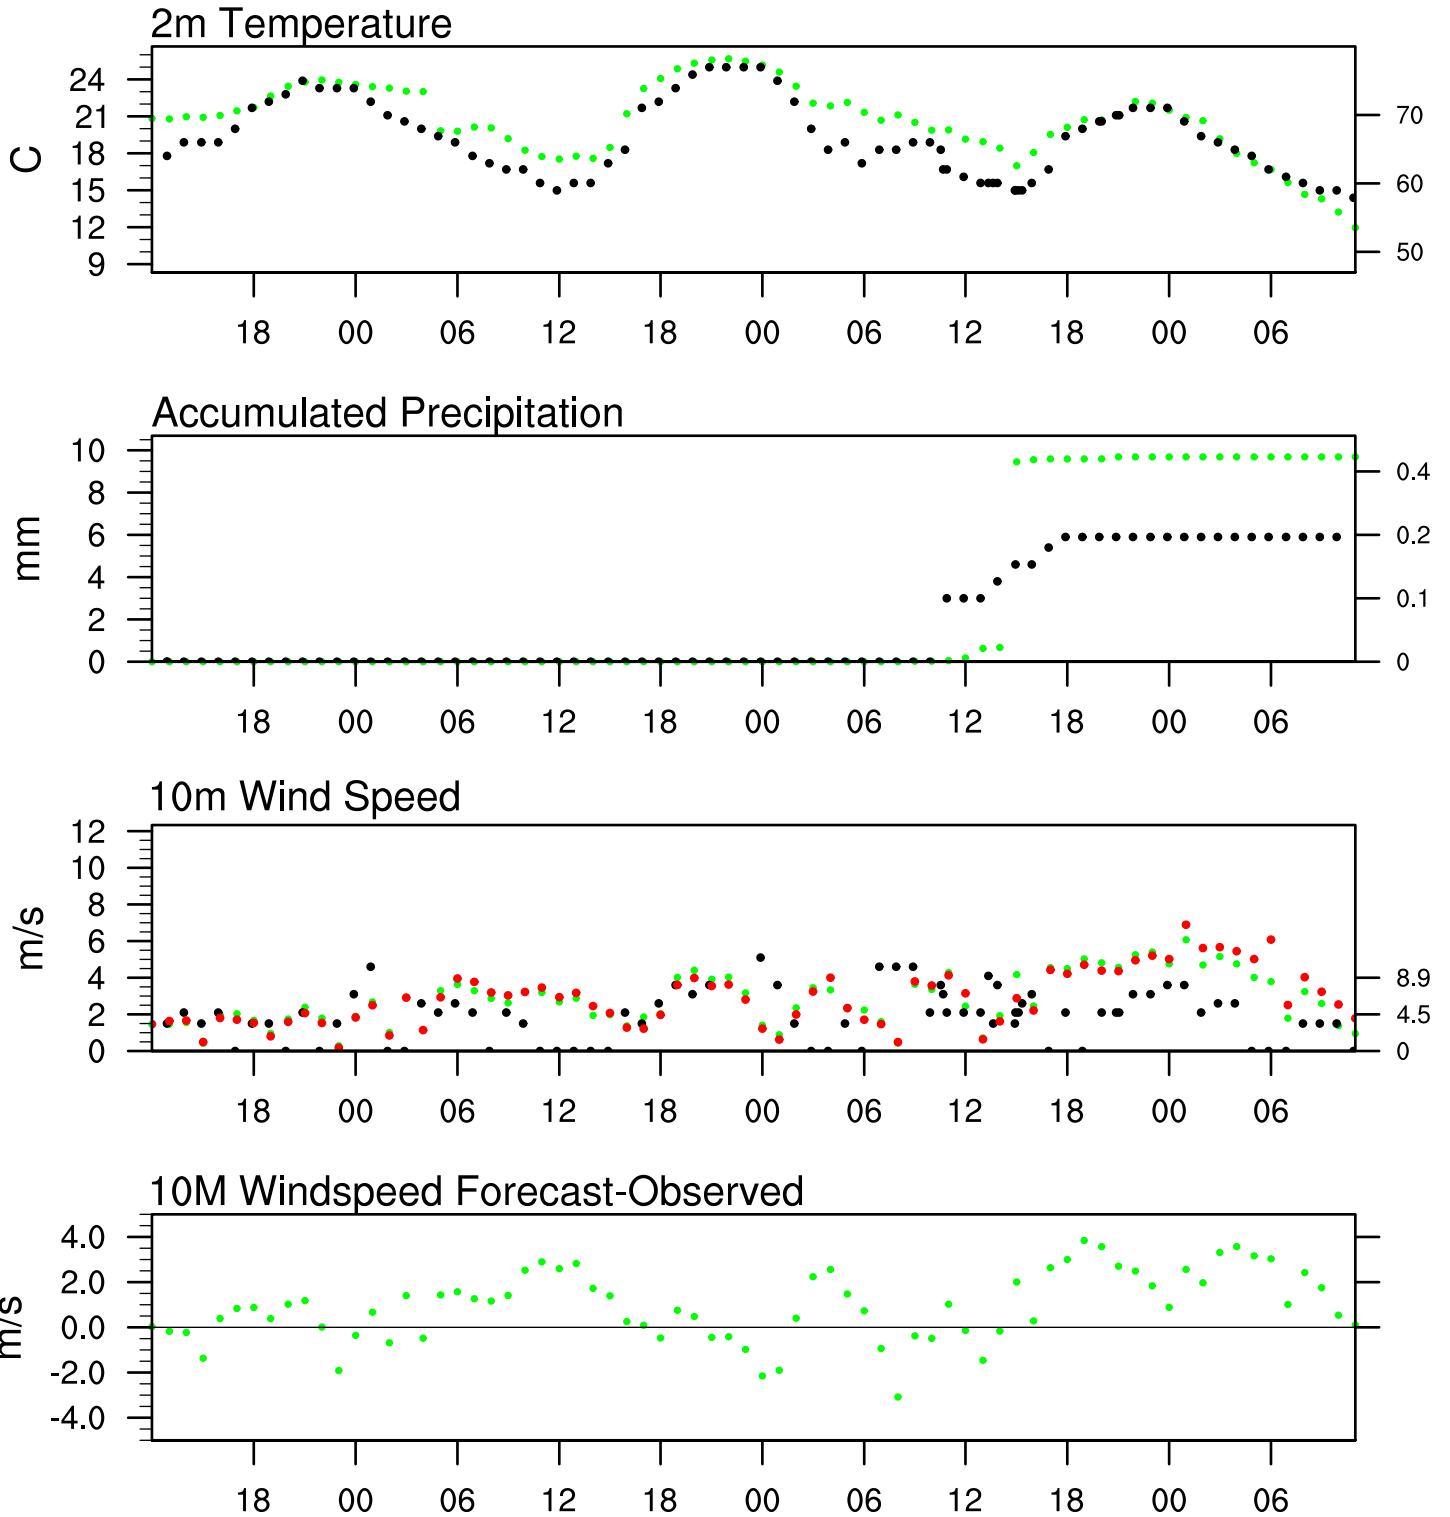 2m Temperature
24
21
18
15
12
9
C
70
60
50
18 00 06 12 18 00 06 12 18 00 06
Accumulated Precipitation
10
8
6
4
2
0
mm
0.4
0.2
0.1
0
18 00 06 12 18 00 06 12 18 00 06
10m Wind Speed
12
10
8
6
4
2
0
m/s
8.9
4.5
0
18 00 06 12 18 00 06 12 18 00 06
10M Windspeed Forecast-Observed
4.0
2.0
0.0
-2.0
-4.0
m/s
18 00 06 12 18 00 06 12 18 00 06